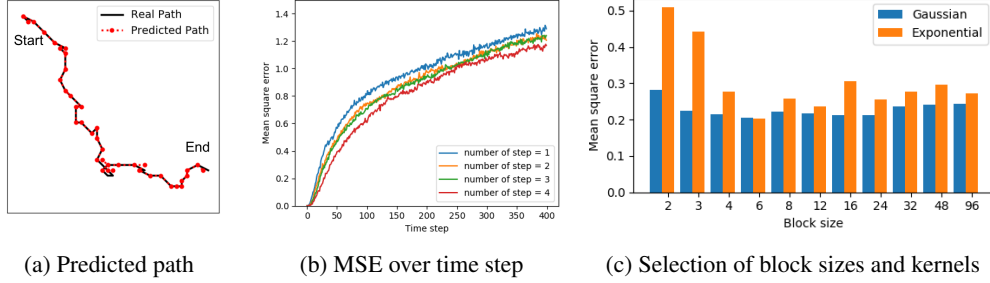 Real Path
Predicted Path
Start
End
(a) Predicted path
Mean square error
1.4
1.2
1.0
0.8
0.6
0.4
0.2
0.0
0 50 100 150 200 250 300 350 400
Time step
number of step = 1
number of step = 2
number of step = 3
number of step = 4
(b) MSE over time step
Mean square error
0.5
0.4
0.3
0.2
0.1
0.0
2 3 4 6 8 12 16 24 32 48 96
Block size
Gaussian
Exponential
(c) Selection of block sizes and kernels